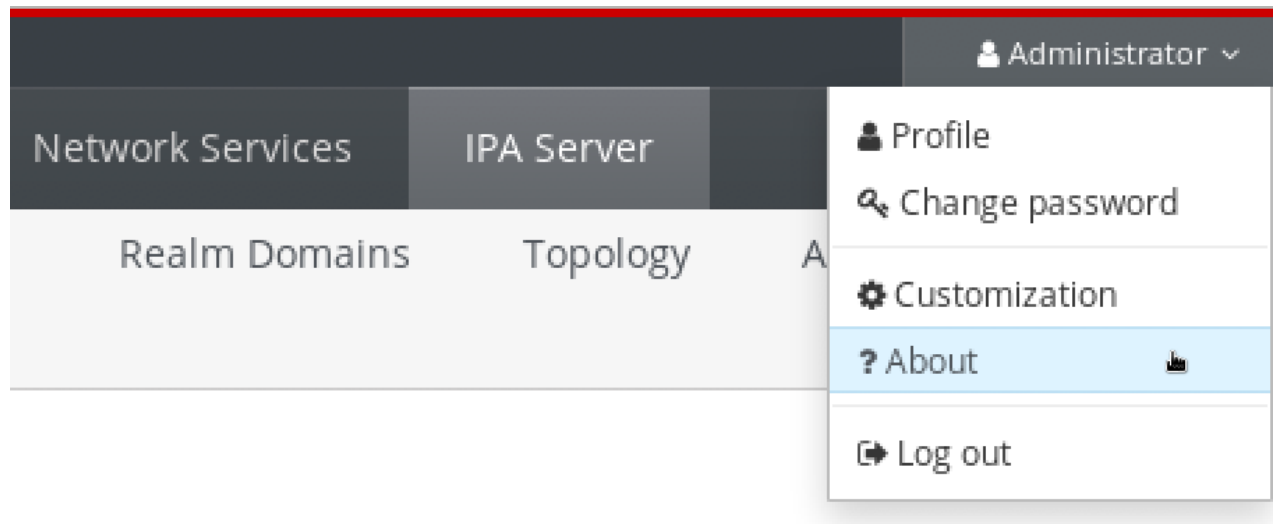 Administrator
Network Services IPA Server
Profile
Change password
Realm Domains Topology A
Customization
? About
Log out